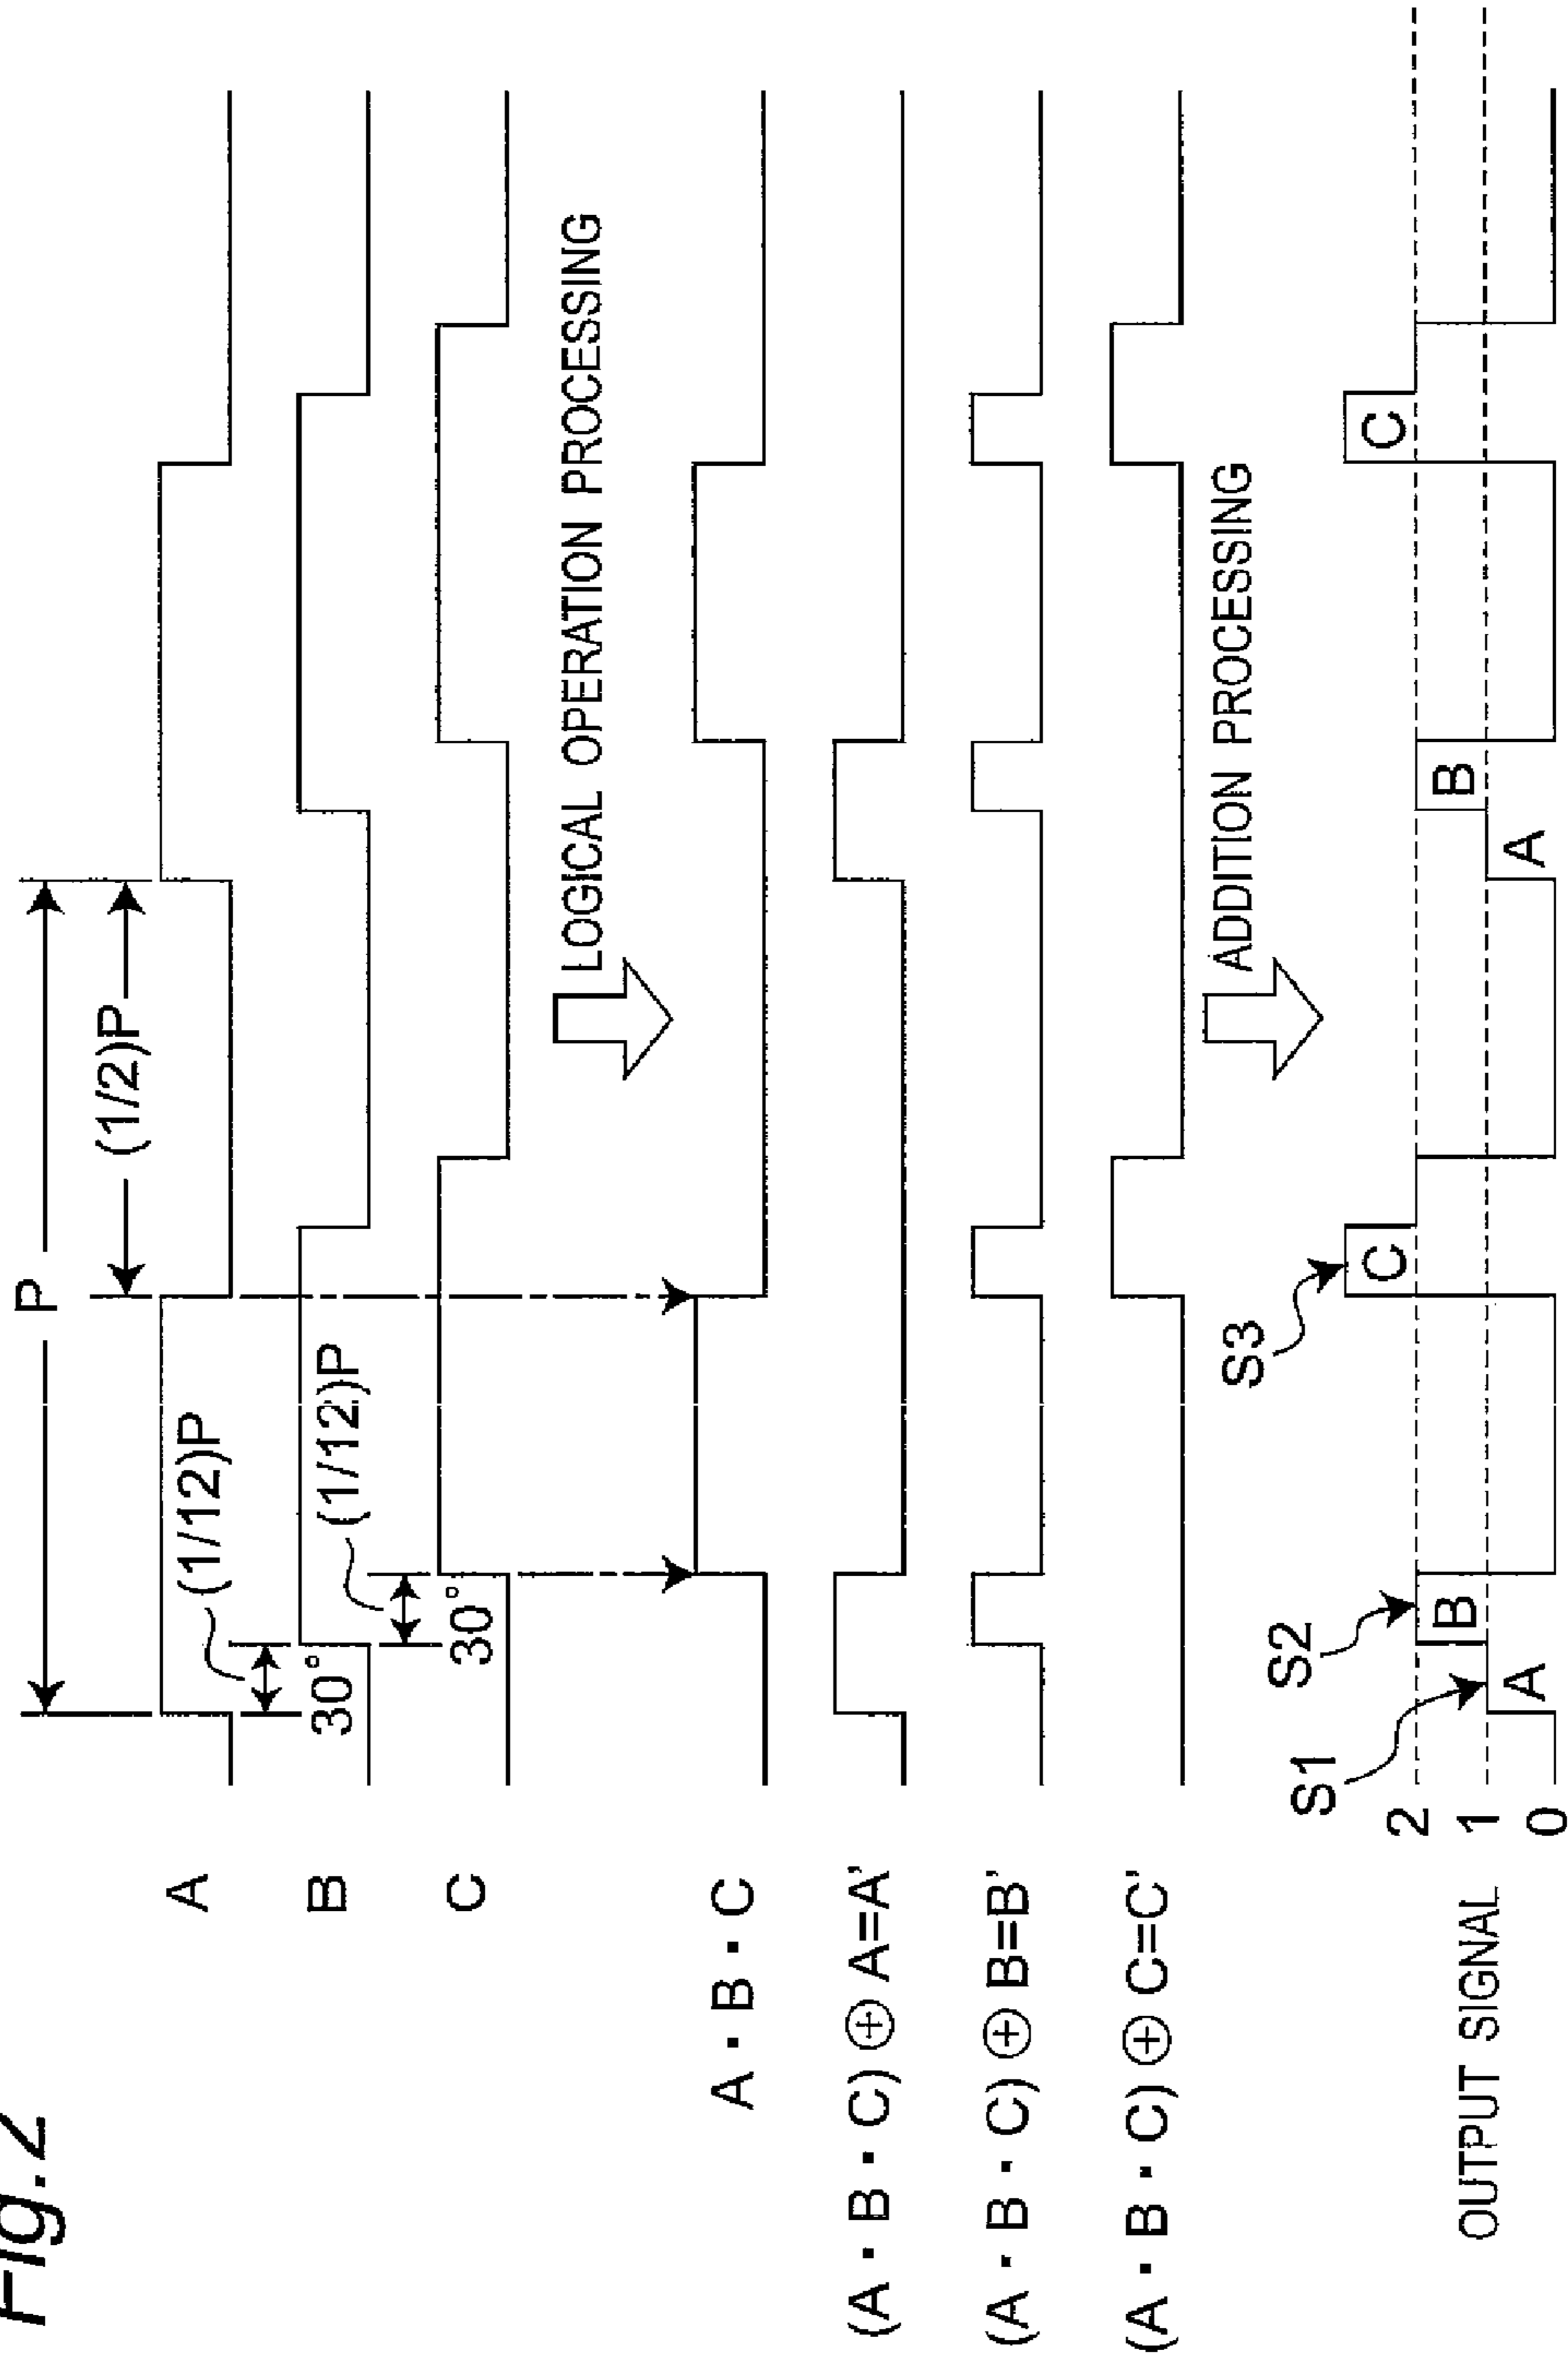 Fig.2
P
(1/2)P
(1/12)P
30°
(1/12)P
30°
A
B
C
LOGICAL OPERATION PROCESSING
A · B · C
(A · B · C) ⊕ A=A'
(A · B · C) ⊕ B=B'
(A · B · C) ⊕ C=C'
ADDITION PROCESSING
S1
S2
S3
OUTPUT SIGNAL
2
1
0
A
B
C
A
B
C